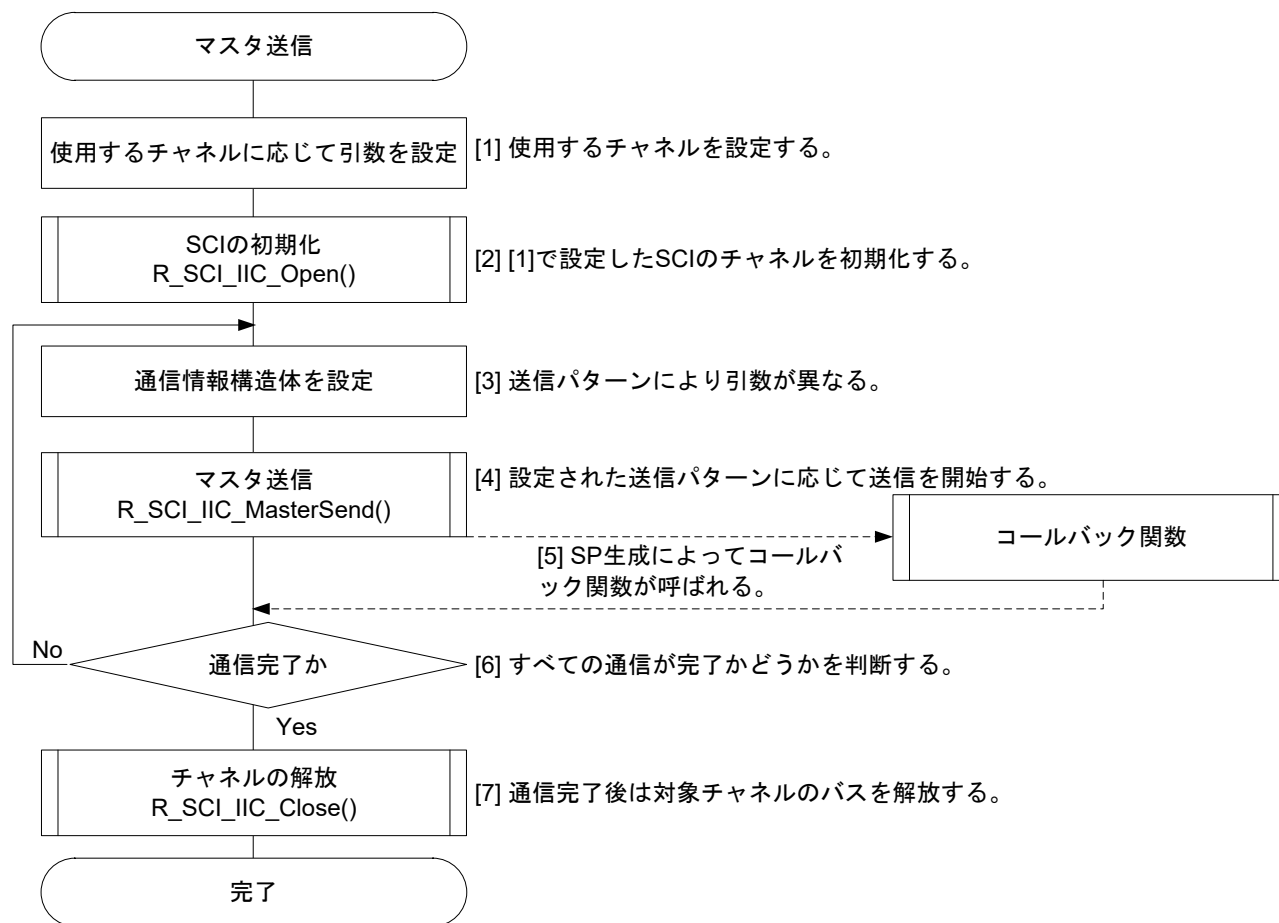 マスタ送信
使用するチャネルに応じて引数を設定
[1] 使用するチャネルを設定する。
SCIの初期化
R_SCI_IIC_Open()
[2] [1]で設定したSCIのチャネルを初期化する。
通信情報構造体を設定
[3] 送信パターンにより引数が異なる。
マスタ送信
R_SCI_IIC_MasterSend()
[4] 設定された送信パターンに応じて送信を開始する。
コールバック関数
[5] SP生成によってコールバ
ック関数が呼ばれる。
No
通信完了か
[6] すべての通信が完了かどうかを判断する。
Yes
チャネルの解放
R_SCI_IIC_Close()
[7] 通信完了後は対象チャネルのバスを解放する。
完了